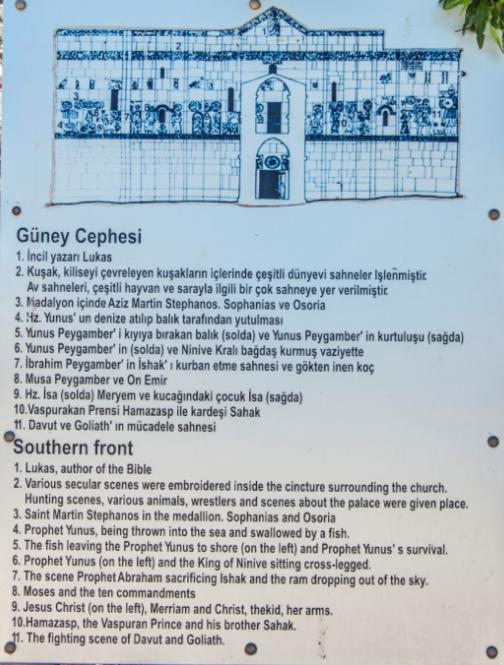 1
2
3
4
10
11
Güney Cephesi
1. İncil yazarı Lukas
2. Kuşak, kiliseyi çevreleyen kuşakların içlerinde çeşitli dünyevi sahneler İşlenmiştir.
Av sahneleri, çeşitli hayvan ve sarayla ilgili bir çok sahneye yer verilmiştir.
3. Madalyon içinde Aziz Martin Stephanos. Sophanias ve Osoria
4. Hz. Yunus' un denize atılıp balık tarafından yutulması
5. Yunus Peygamber' i kıyıya bırakan balık (solda) ve Yunus Peygamber' in kurtuluşu (sağda)
6. Yunus Peygamber' in (solda) ve Ninive Kralı bağdaş kurmuş vaziyette
7. İbrahim Peygamber' in İshak' ı kurban etme sahnesi ve gökten inen koç
8. Musa Peygamber ve On Emir
9. Hz. İsa (solda) Meryem ve kucağındaki çocuk İsa (sağda)
10.Vaspurakan Prensi Hamazasp ile kardeşi Sahak
11. Davut ve Goliath' ın mücadele sahnesi
Southern front
1. Lukas, author of the Bible
2. Various secular scenes were embroidered inside the cincture surrounding the church.
Hunting scenes, various animals, wrestlers and scenes about the palace were given place.
3. Saint Martin Stephanos in the medallion. Sophanias and Osoria
4. Prophet Yunus, being thrown into the sea and swallowed by a fish.
5. The fish leaving the Prophet Yunus to shore (on the left) and Prophet Yunus' s survival.
6. Prophet Yunus (on the left) and the King of Ninive sitting cross-legged.
7. The scene Prophet Abraham sacrificing Ishak and the ram dropping out of the sky.
8. Moses and the ten commandments
9. Jesus Christ (on the left), Merriam and Christ, thekid, her arms.
10.Hamazasp, the Vaspuran Prince and his brother Sahak.
11. The fighting scene of Davut and Goliath.